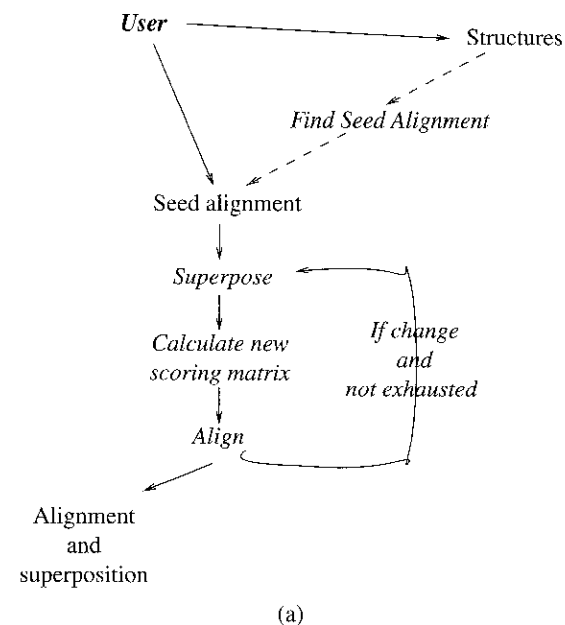 User
Structures
Find Seed Alignment
Seed alignment
Superpose
Calculate new
scoring matrix
If change
and
not exhausted
Align
Alignment
and
superposition
(a)